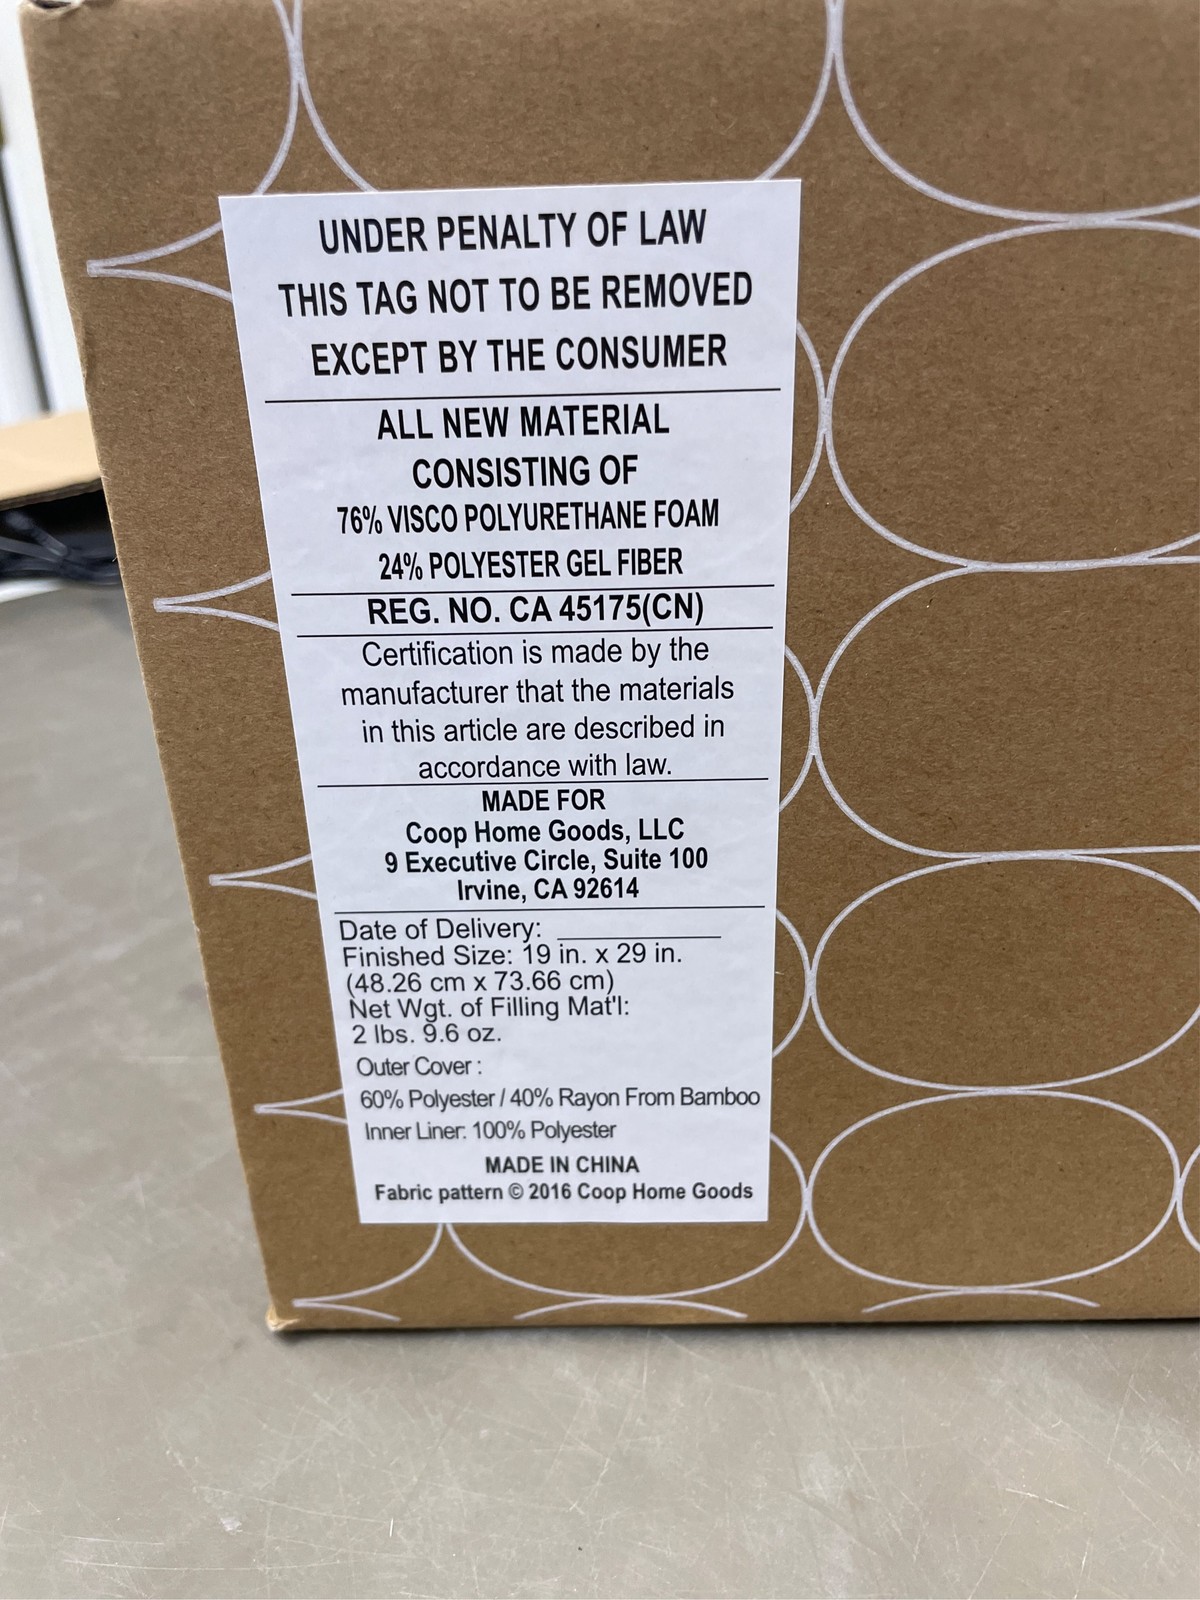 UNDER PENALTY OF LAW
THIS TAG NOT TO BE REMOVED
EXCEPT BY THE CONSUMER
ALL NEW MATERIAL
CONSISTING OF
76% VISCO POLYURETHANE FOAM
24% POLYESTER GEL FIBER
REG. NO. CA 45175(CN)
Certification is made by the
manufacturer that the materials
in this article are described in
accordance with law.
MADE FOR
Coop Home Goods, LLC
9 Executive Circle, Suite 100
Irvine, CA 92614
Date of Delivery:
Finished Size: 19 in. x 29 in.
(48.26 cm x 73.66 cm)
Net Wgt. of Filling Mat'l:
2 lbs. 9.6 oz.
Outer Cover :
60% Polyester / 40% Rayon From Bamboo
Inner Liner: 100% Polyester
MADE IN CHINA
Fabric pattern © 2016 Coop Home Goods